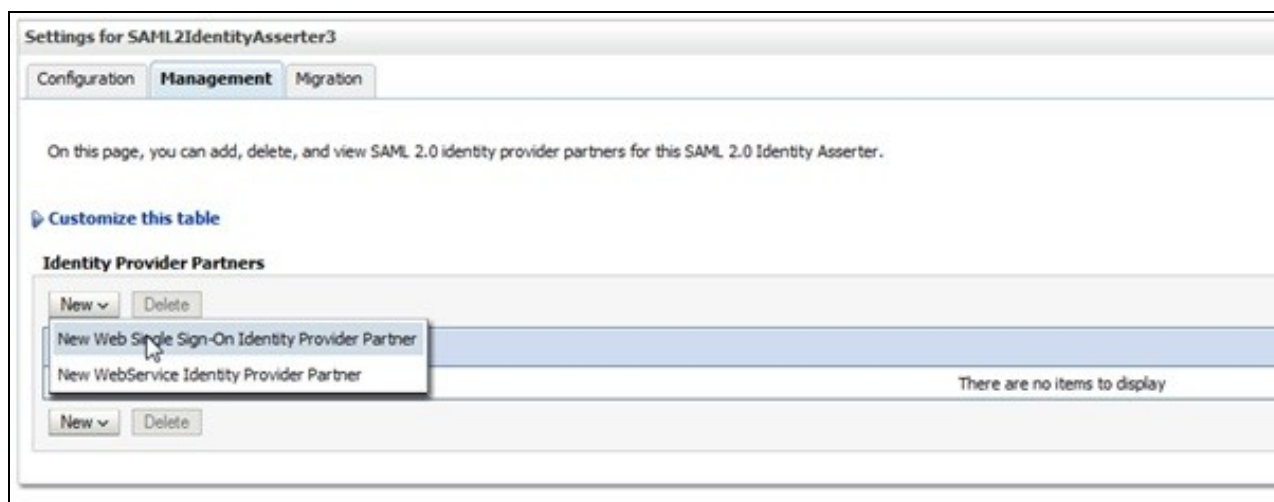 Settings for SAML2IdentityAsserter3
Configuration Management Migration
On this page, you can add, delete, and view SAML 2.0 identity provider partners for this SAML 2.0 Identity Asserter.
Customize this table
Identity Provider Partners
New Delete
New Web Single Sign-On Identity Provider Partner
New WebService Identity Provider Partner
There are no items to display
New Delete